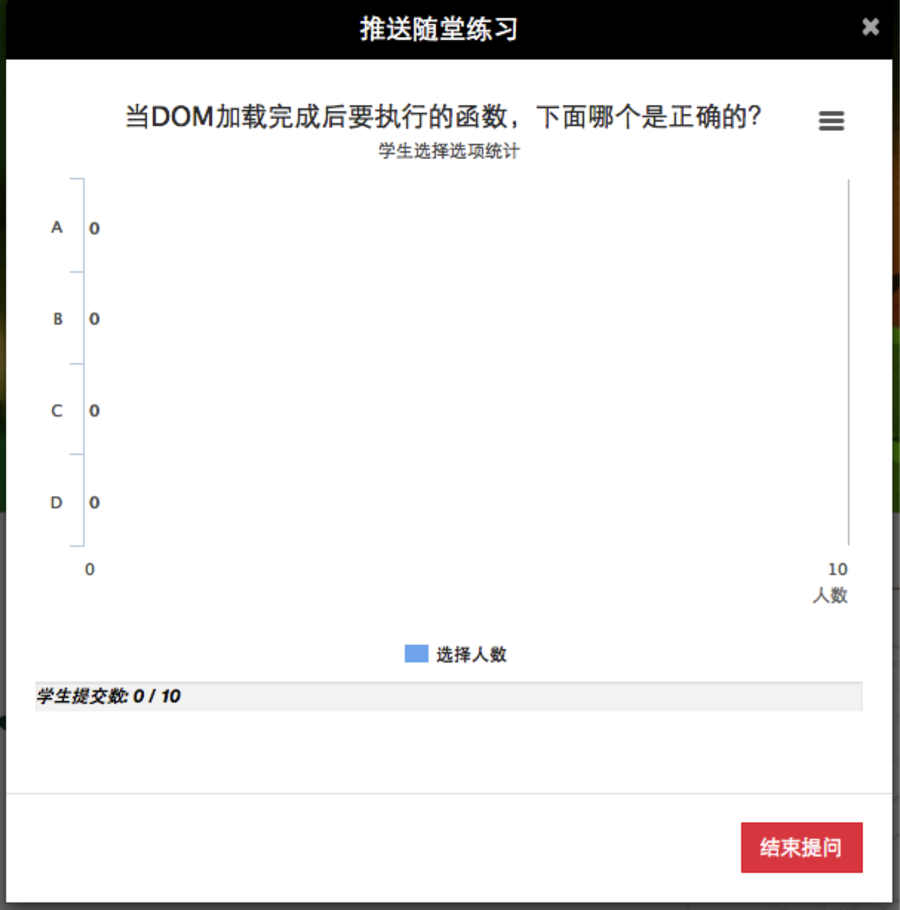 推送随堂练习
当DOM加载完成后要执行的函数，下面哪个是正确的?
学生选择选项统计
A 0
B 0
C 0
D 0
0 10
人数
选择人数
学生提交数: 0 / 10
结束提问